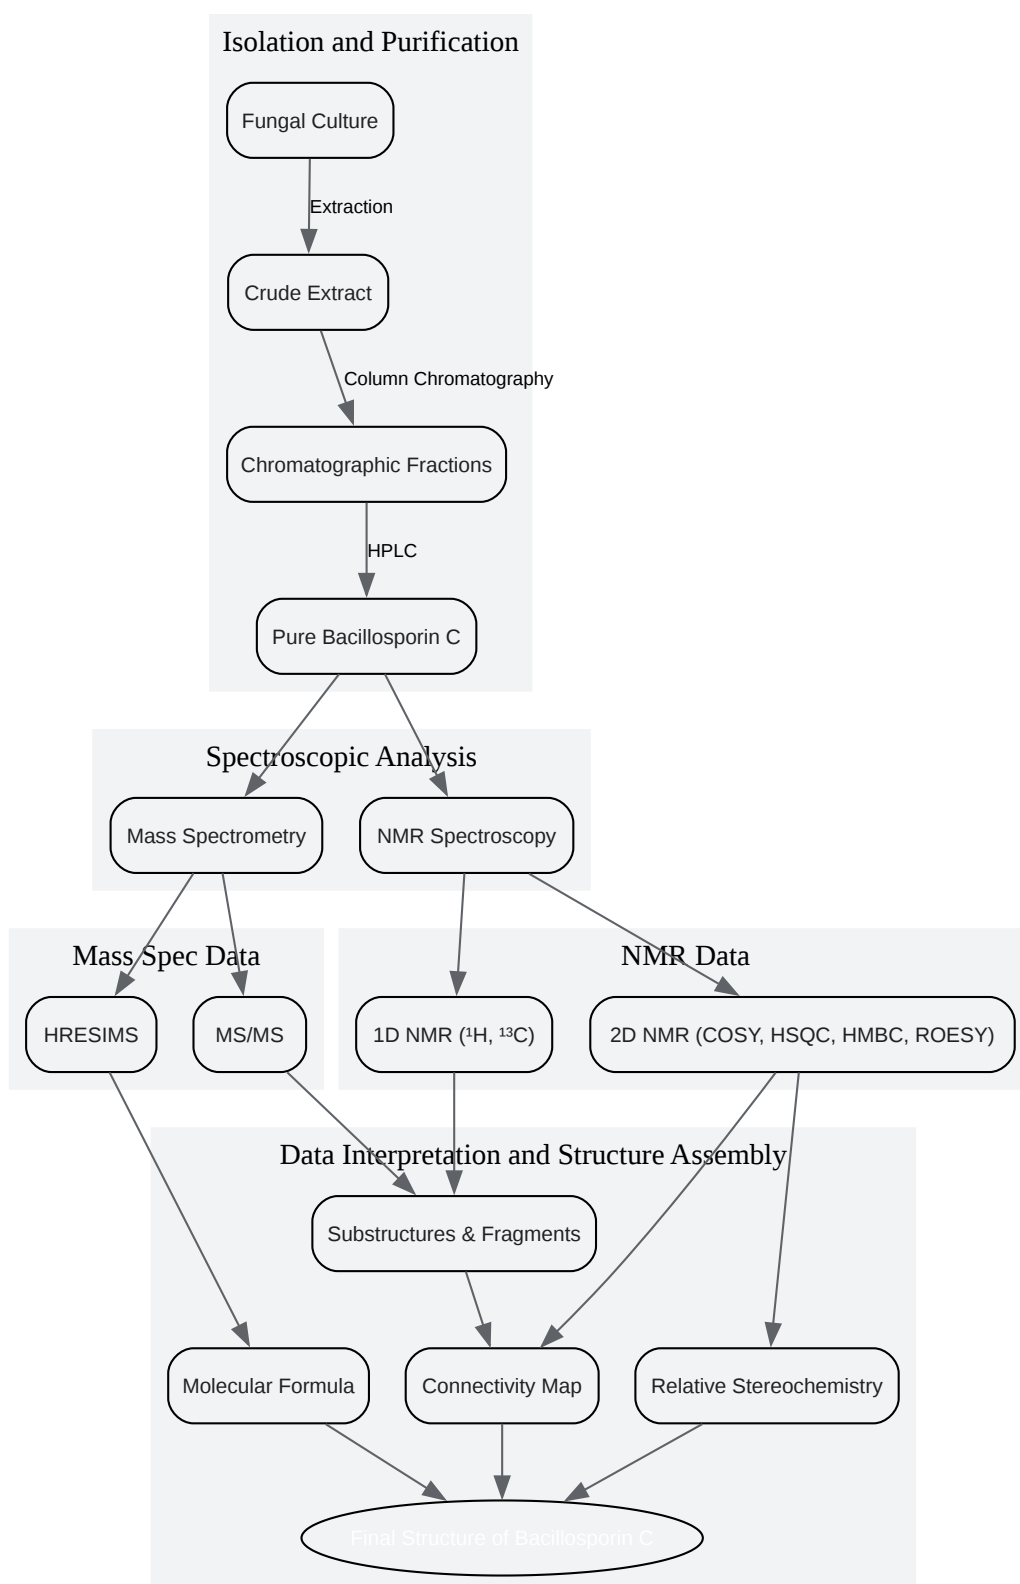 Isolation and Purification
Fungal Culture
Extraction
Crude Extract
Column Chromatography
Chromatographic Fractions
HPLC
Pure Bacillosporin C
Spectroscopic Analysis
Mass Spectrometry
NMR Spectroscopy
Mass Spec Data
NMR Data
HRESIMS
MS/MS
1D NMR (¹H, ¹³C)
2D NMR (COSY, HSQC, HMBC, ROESY)
Data Interpretation and Structure Assembly
Substructures & Fragments
Molecular Formula
Connectivity Map
Relative Stereochemistry
Final Structure of Bacillosporin C